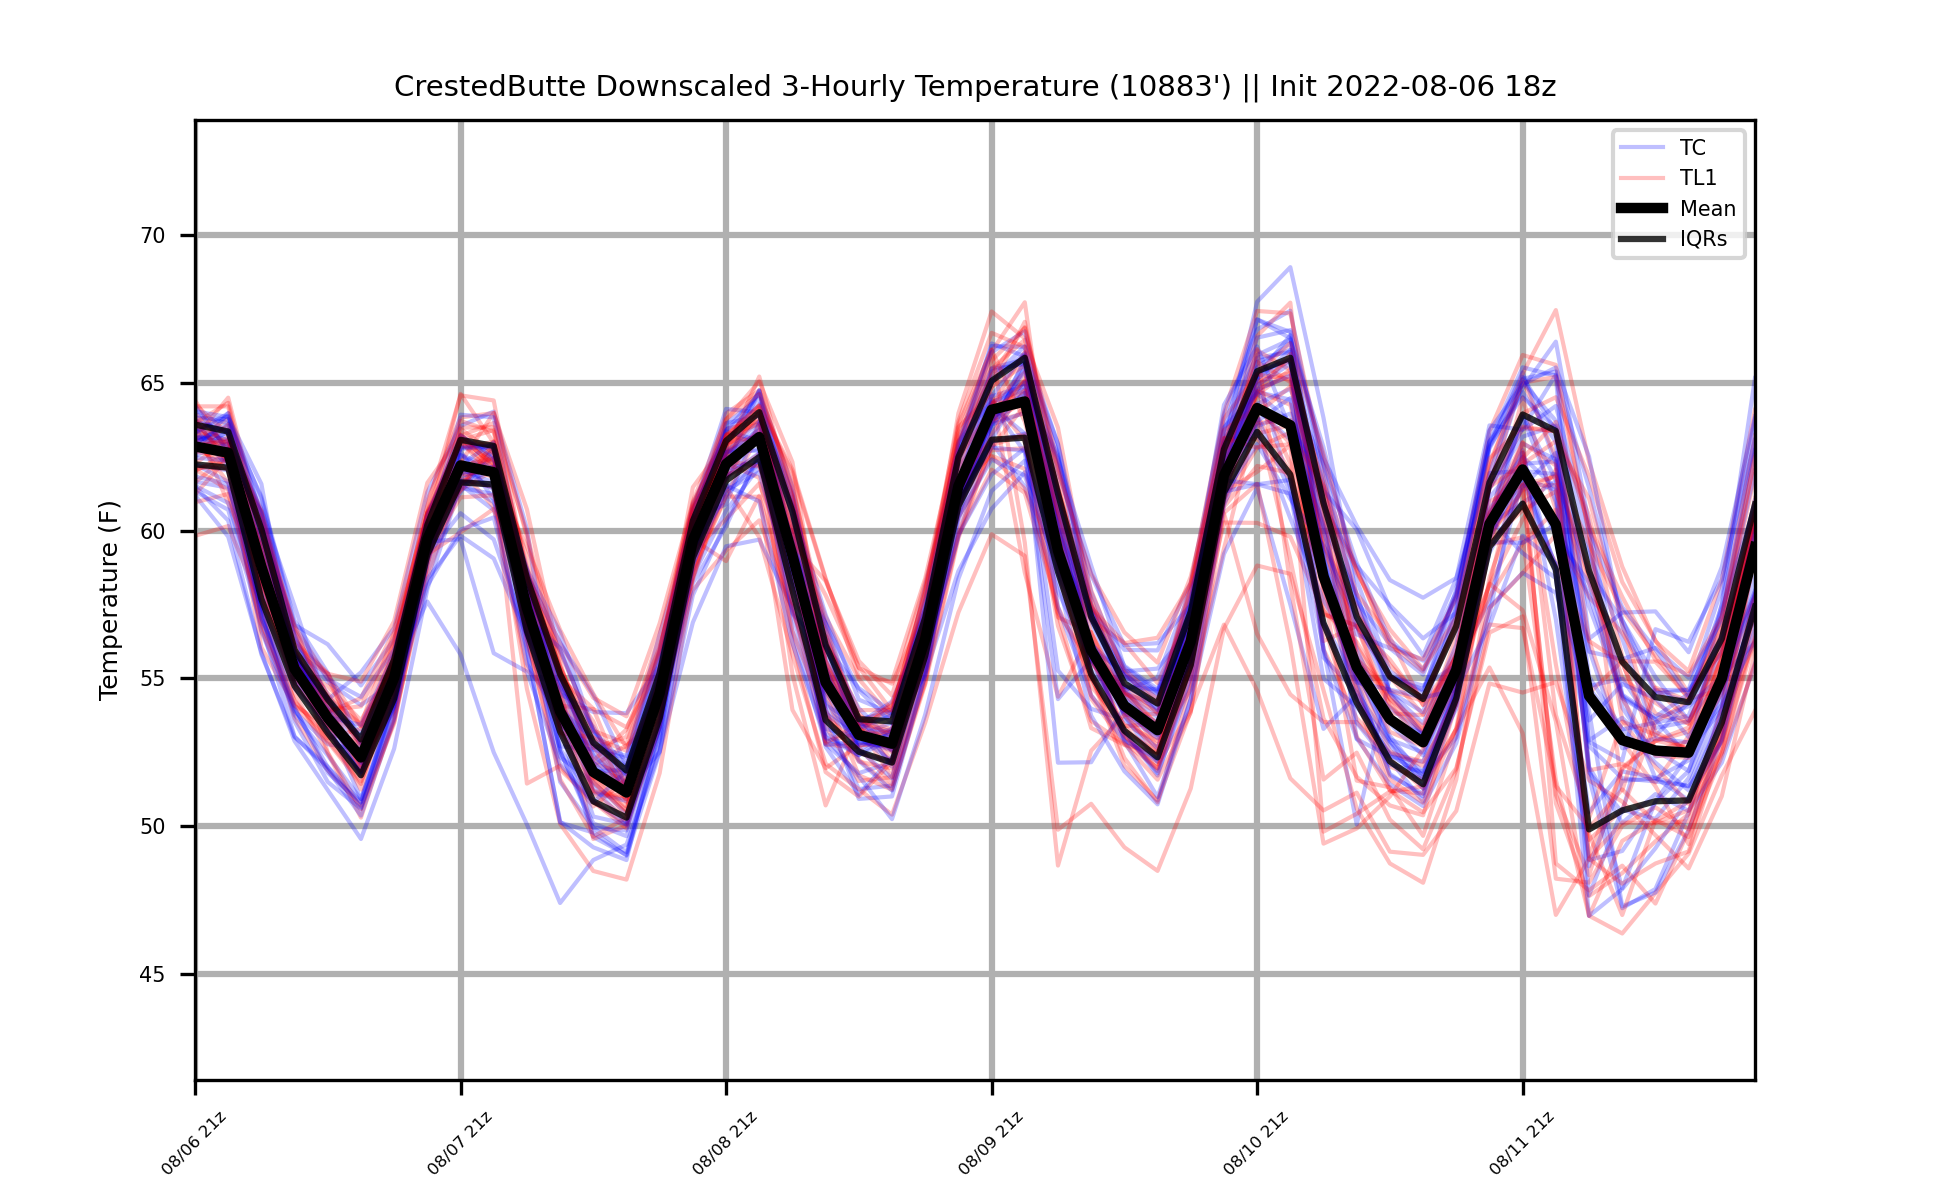 CrestedButte Downscaled 3-Hourly Temperature (10883') || Init 2022-08-06 18z
TC
TL1
Mean
IQRs
Temperature (F)
70
65
60
55
50
45
08/06 21z
08/07 21z
08/08 21z
08/09 21z
08/10 21z
08/11 21z